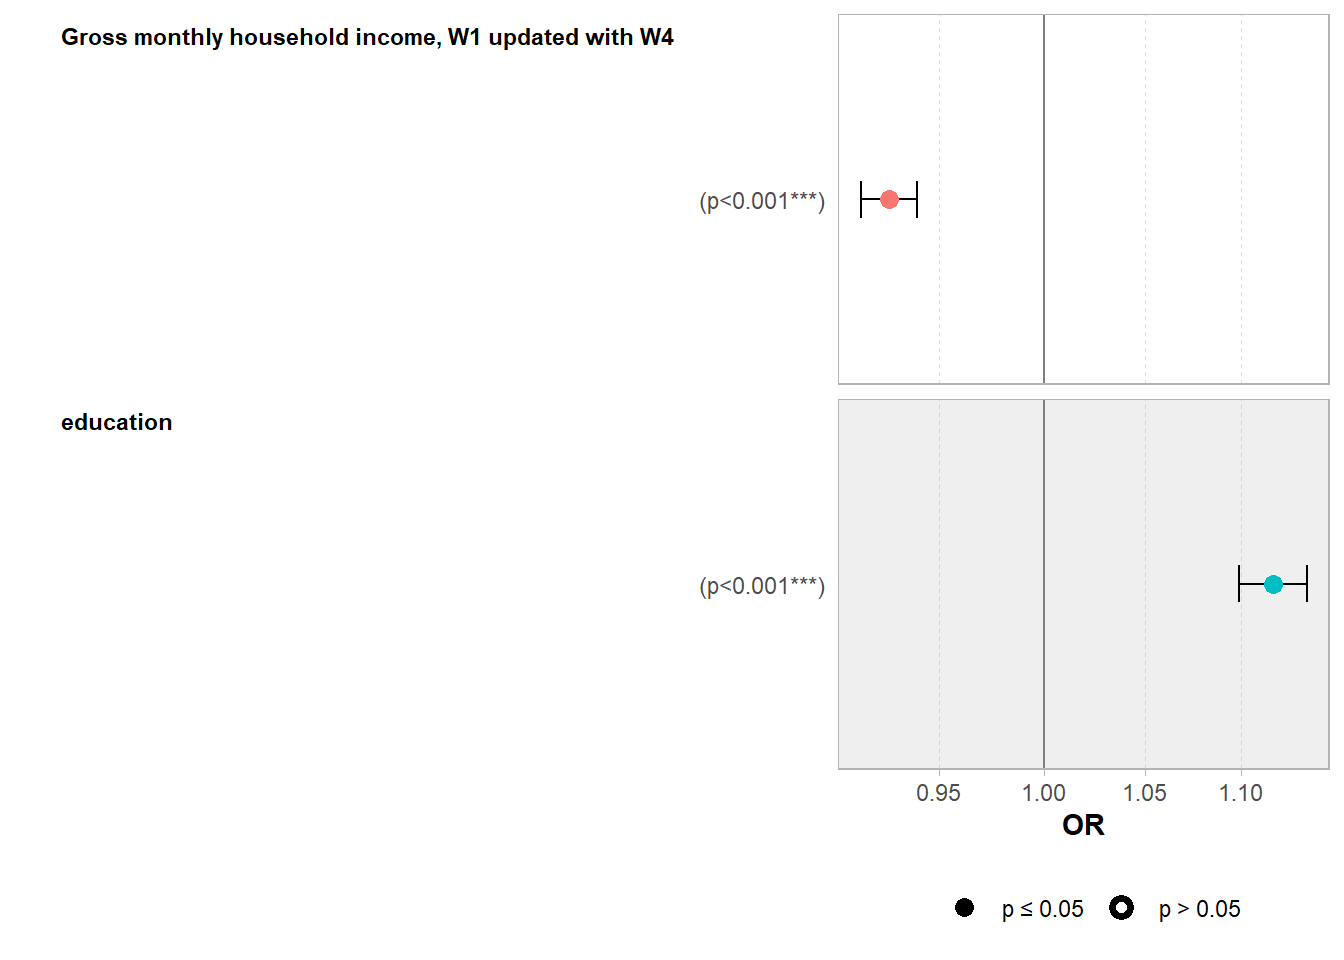 Gross monthly household income, W1 updated with W4
(p<0.001***)
education
(p<0.001***)
0.95 1.00 1.05 1.10
OR
p ≤ 0.05 p > 0.05